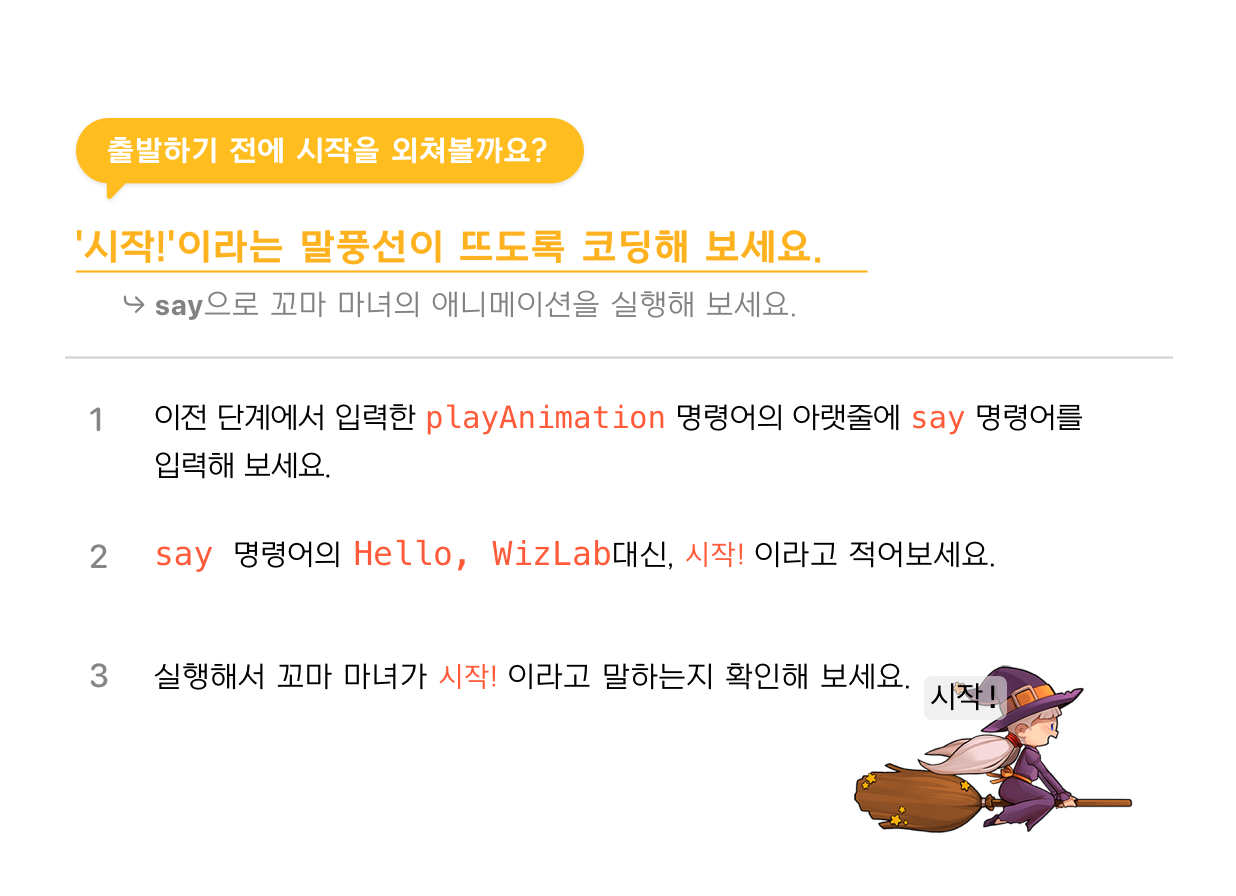 출발하기 전에 시작을 외쳐볼까요?
'시작!'이라는 말풍선이 뜨도록 코딩해 보세요.
↪ say으로 꼬마 마녀의 애니메이션을 실행해 보세요.
1 이전 단계에서 입력한 playAnimation 명령어의 아랫줄에 say 명령어를
입력해 보세요.
2 say 명령어의 Hello, WizLab대신, 시작! 이라고 적어보세요.
3 실행해서 꼬마 마녀가 시작! 이라고 말하는지 확인해 보세요.
시작!